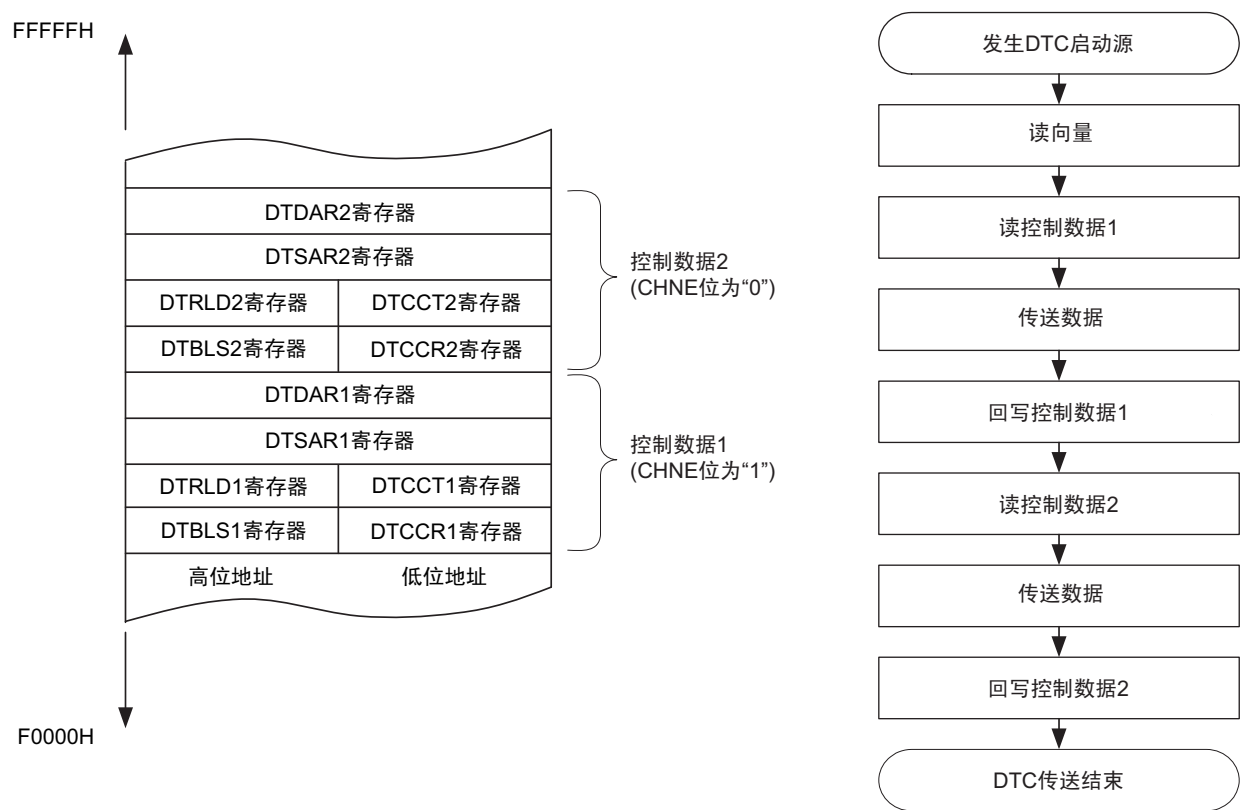 FFFFFH
DTDAR2寄存器
DTSAR2寄存器
DTRLD2寄存器 DTCCT2寄存器
DTBLS2寄存器 DTCCR2寄存器
控制数据2
(CHNE位为“0”)
DTDAR1寄存器
DTSAR1寄存器
DTRLD1寄存器 DTCCT1寄存器
DTBLS1寄存器 DTCCR1寄存器
控制数据1
(CHNE位为“1”)
高位地址 低位地址
F0000H
发生DTC启动源
读向量
读控制数据1
传送数据
回写控制数据1
读控制数据2
传送数据
回写控制数据2
DTC传送结束